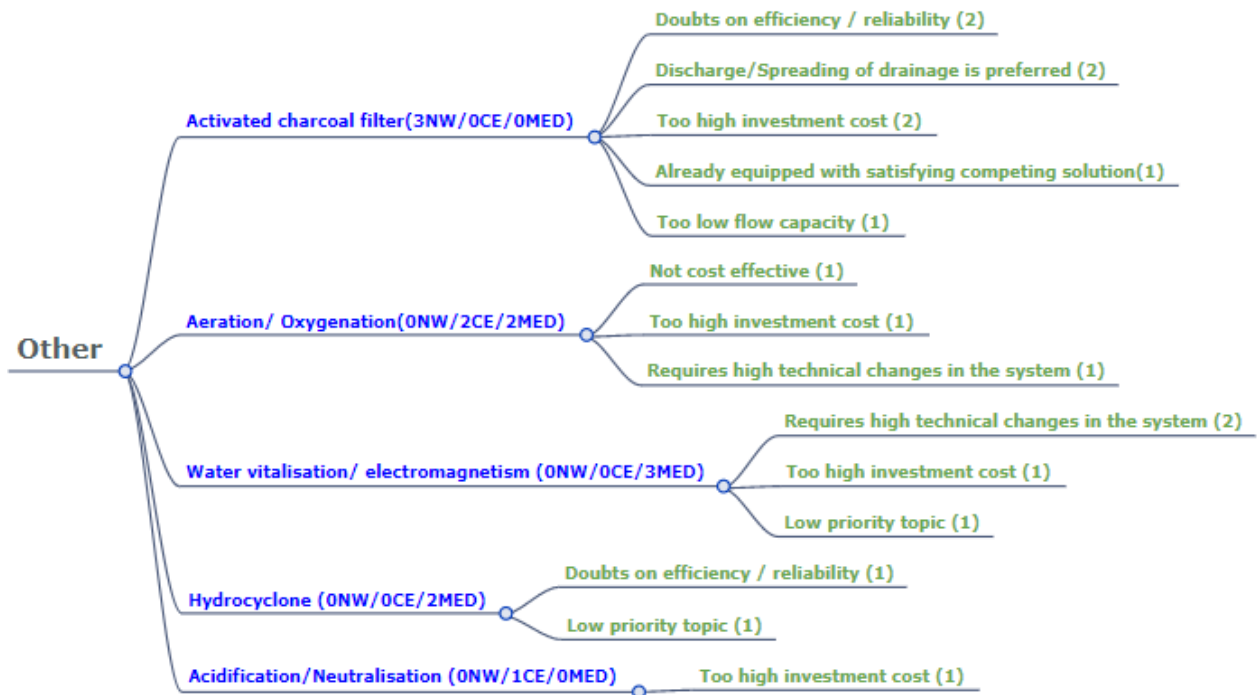 Other
Activated charcoal filter(3NW/0CE/0MED)
Doubts on efficiency / reliability (2)
Discharge/Spreading of drainage is preferred (2)
Too high investment cost (2)
Already equipped with satisfying competing solution(1)
Too low flow capacity (1)
Aeration/ Oxygenation(0NW/2CE/2MED)
Not cost effective (1)
Too high investment cost (1)
Requires high technical changes in the system (1)
Water vitalisation/ electromagnetism (0NW/0CE/3MED)
Requires high technical changes in the system (2)
Too high investment cost (1)
Low priority topic (1)
Hydrocyclone (0NW/0CE/2MED)
Doubts on efficiency / reliability (1)
Low priority topic (1)
Acidification/Neutralisation (0NW/1CE/0MED)
Too high investment cost (1)